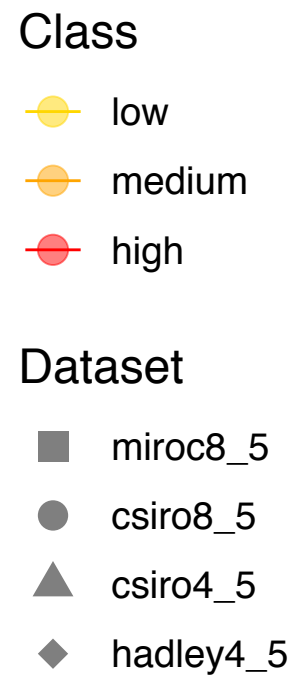 Class
low
medium
high
Dataset
miroc8_5
csiro8_5
csiro4_5
hadley4_5